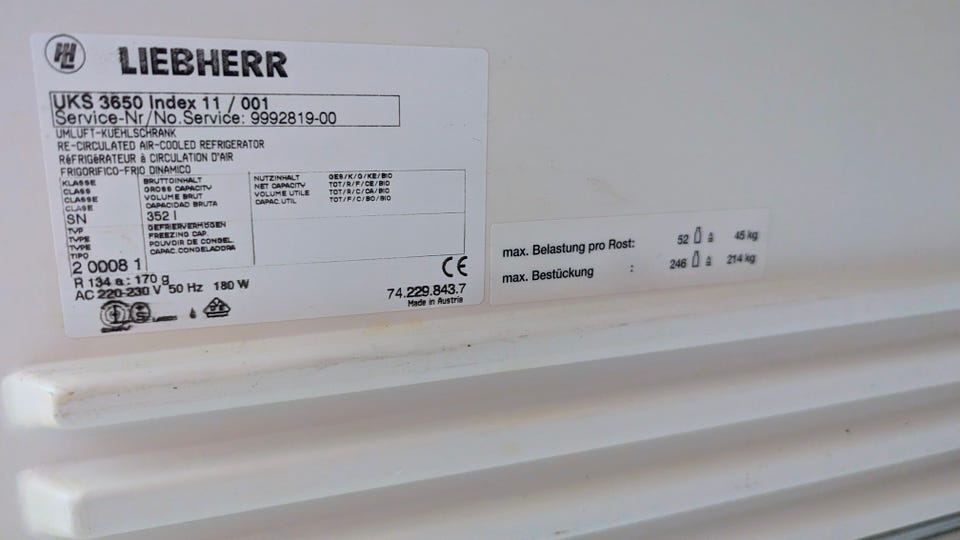 LIEBHERR
UKS 3650 Index 11 / 001
Service-Nr/No.Service: 9992819-00
UMLUFT-KUEHLSCHRANK
RE-CIRCULATED AIR-COOLED REFRIGERATOR
RéFRIGéRATEUR à CIRCULATION D'AIR
FRIGORIFICO-FRIO DINAMICO
KLASSE BRUTTOINHALT NUTZINHALT GES/K/G/KE/BIO
CLASS GROSS CAPACITY NET CAPACITY TOT/R/F/CE/BIO
CLASSE VOLUME BRUT VOLUME UTILE TOT/R/C/CA/BIO
CLASE CAPACIDAD BRUTA CAPAC.UTIL TOT/F/C/BO/BIO
SN 352 l
TYP GEFRIERVERMÖGEN
TYPE FREEZING CAP.
TYPE POUVOIR DE CONGEL.
TIPO CAPAC.CONGELADORA
2 0008 1
R 134 a : 170 g
AC 220-230 V 50 Hz 180 W
CE
74.229.843.7
Made in Austria
max. Belastung pro Rost: 52 ≙ 45 kg
max. Bestückung : 246 ≙ 214 kg